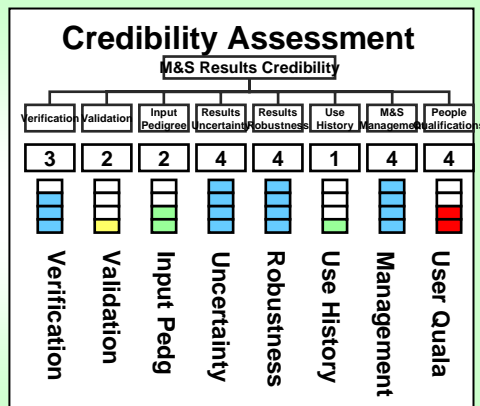 Credibility Assessment
M&S Results Credibility
Verification
Validation
Input
Pedigree
Results
Uncertainty
Results
Robustness
Use
History
M&S
Management
People
Qualifications
3
2
2
4
4
1
4
4
Verification
Validation
Input Pedg
Uncertainty
Robustness
Use History
Management
User Quala